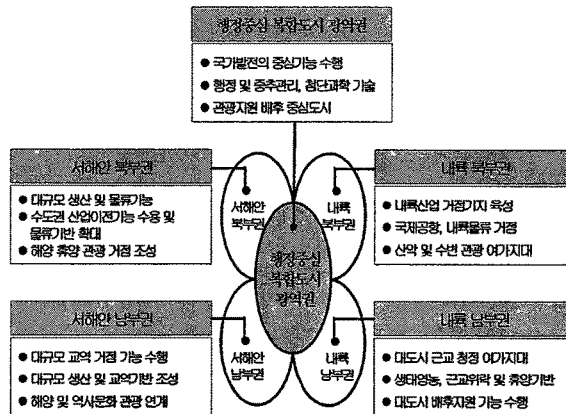 행정중심 복합도시 광역권
● 국가발전의 중심기능 수행
● 행정 및 중추관리, 첨단과학 기술
● 관광지원 배후 중심도시
서해안 북부권
● 대규모 생산 및 물류기능
● 수도권 산업이전기능 수용 및
물류기반 확대
● 해양 휴양 관광 거점 조성
내륙 북부권
● 내륙산업 거점기지 육성
● 국제공항, 내륙물류 거점
● 산악 및 수변 관광 여가지대
서해안
북부권
내륙
북부권
행정중심
복합도시
광역권
서해안
남부권
내륙
남부권
서해안 남부권
● 대규모 교역 거점 기능 수행
● 대규모 생산 및 교역기반 조성
● 해양 및 역사문화 관광 연계
내륙 남부권
● 대도시 근교 청정 여가지대
● 생태영농, 근교위락 및 휴양기반
● 대도시 배후지원 기능 수행